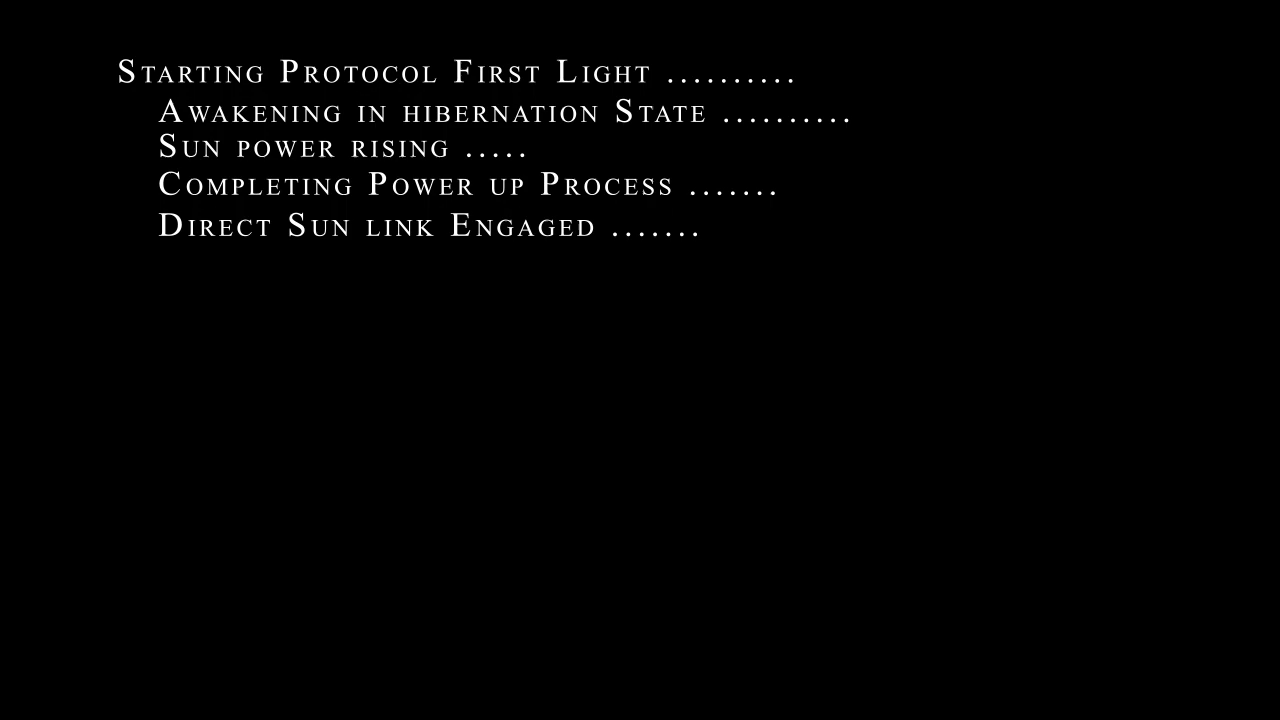 Starting Protocol First Light ..........
Awakening in hibernation State ..........
Sun power rising .....
Completing Power up Process .......
Direct Sun link Engaged .......